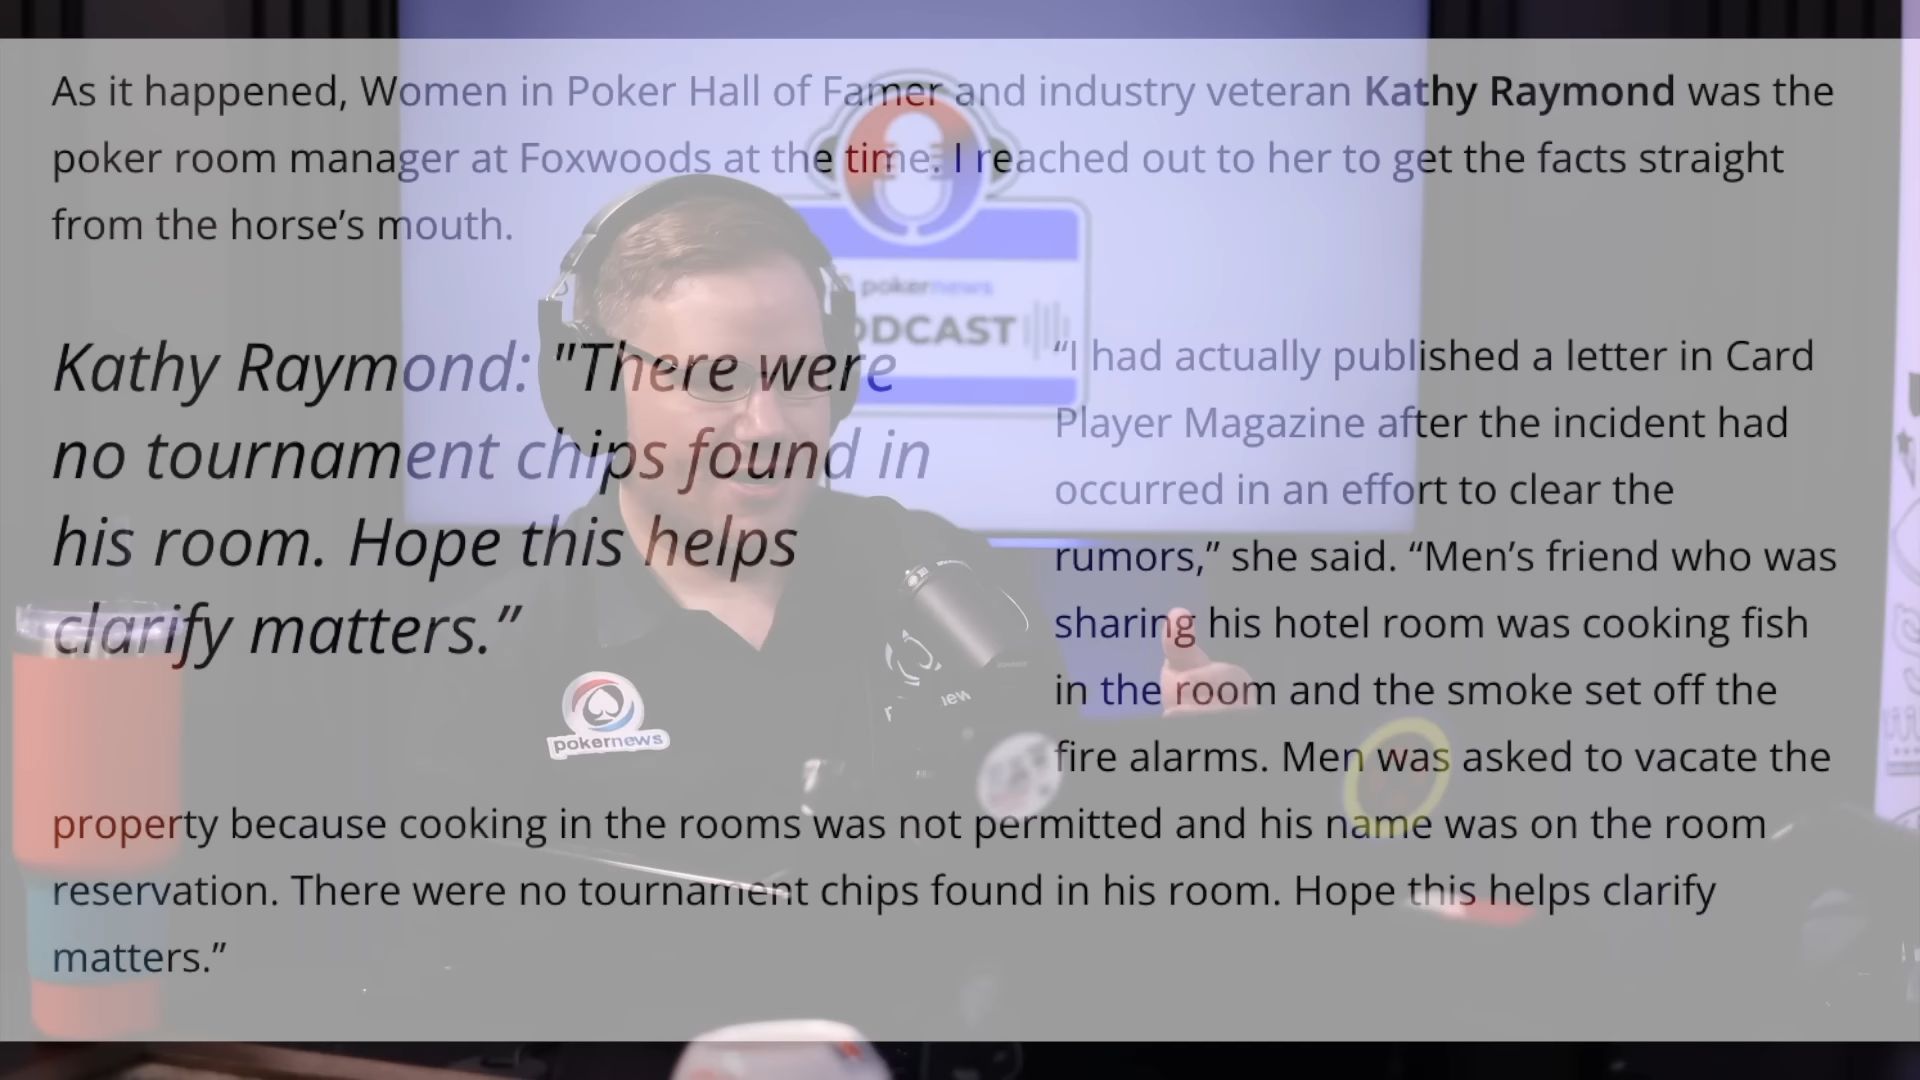 As it happened, Women in Poker Hall of Famer and industry veteran Kathy Raymond was the
poker room manager at Foxwoods at the time. I reached out to her to get the facts straight
from the horse’s mouth.
Kathy Raymond: "There were
no tournament chips found in
his room. Hope this helps
clarify matters.”
“I had actually published a letter in Card
Player Magazine after the incident had
occurred in an effort to clear the
rumors,” she said. “Men’s friend who was
sharing his hotel room was cooking fish
in the room and the smoke set off the
fire alarms. Men was asked to vacate the
property because cooking in the rooms was not permitted and his name was on the room
reservation. There were no tournament chips found in his room. Hope this helps clarify
matters.”
pokernews
PODCAST
pokernews